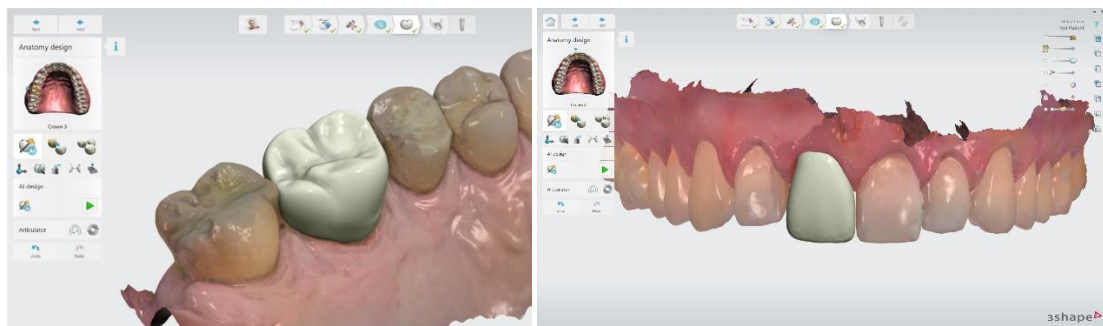 Back
Next
Anatomy design
i
Crown 3
AI design
Articulator
Undo
Redo
Anatomy design
i
AI design
Articulator
?
3shape